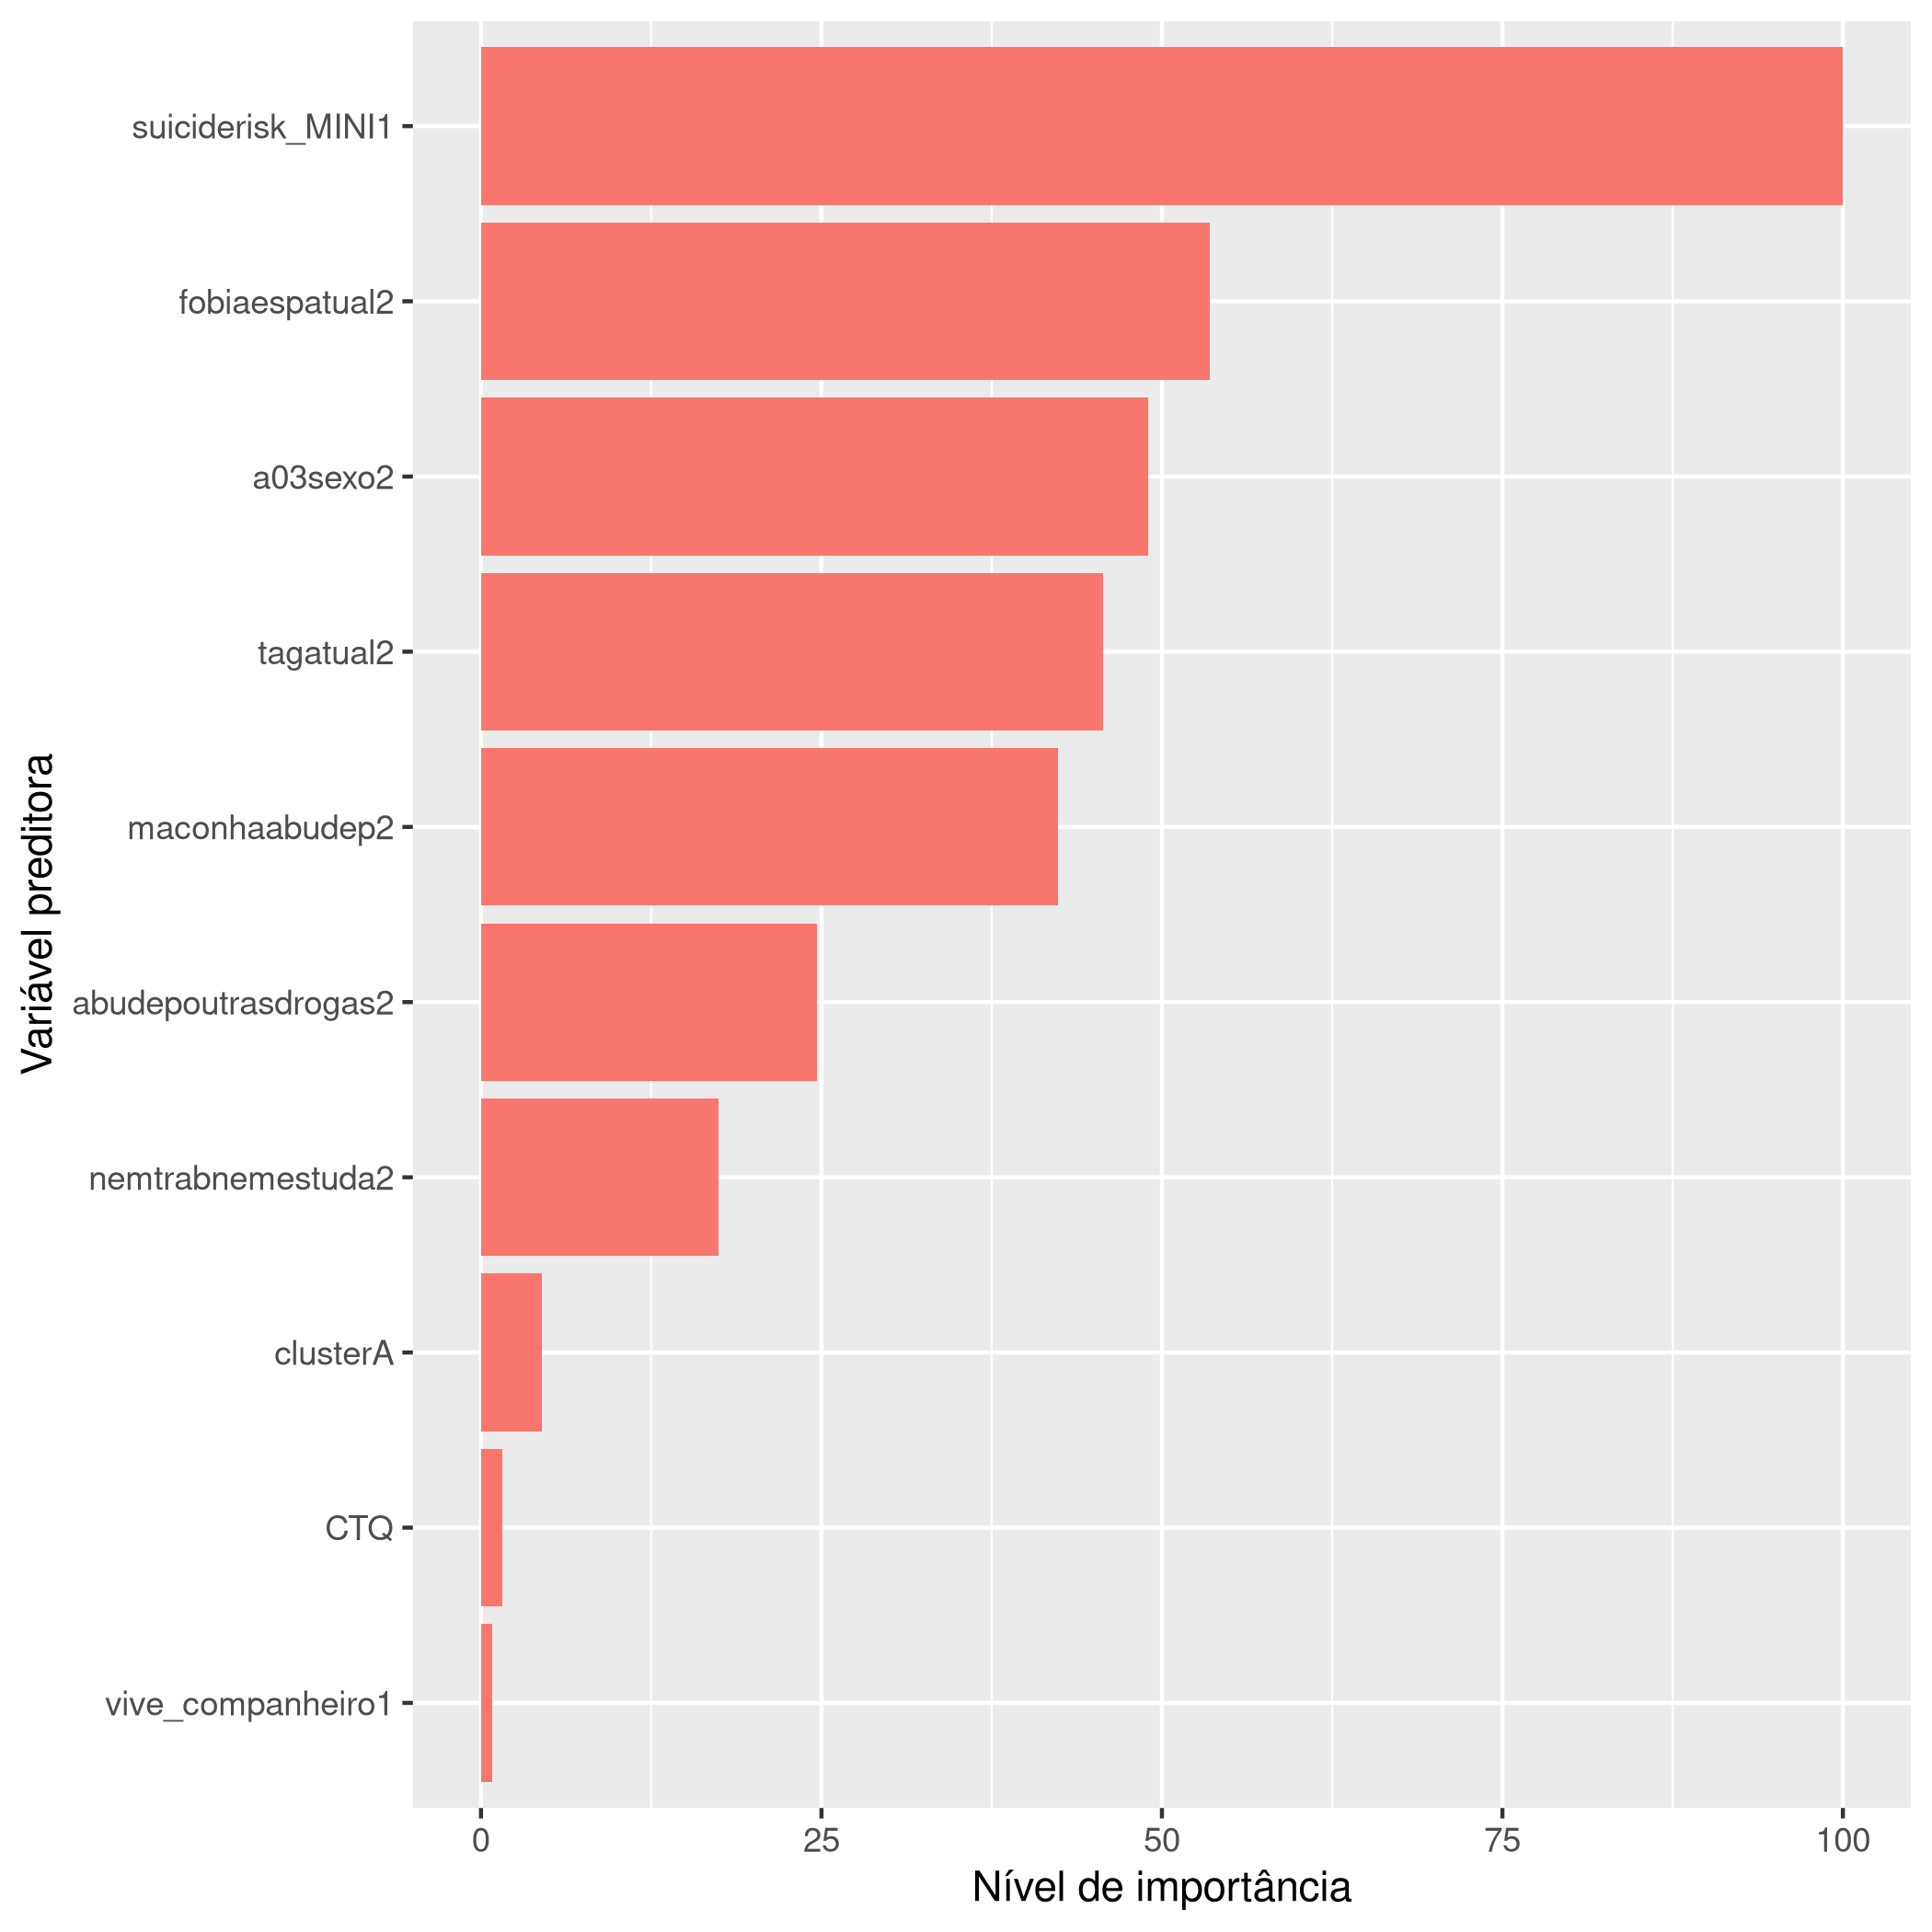 Variável preditora
suiciderisk_MINI1
fobiaespatual2
a03sexo2
tagatual2
maconhaabudep2
abudepoutrasdrogas2
nemtrabnemestuda2
clusterA
CTQ
vive_companheiro1
0 25 50 75 100
Nível de importância